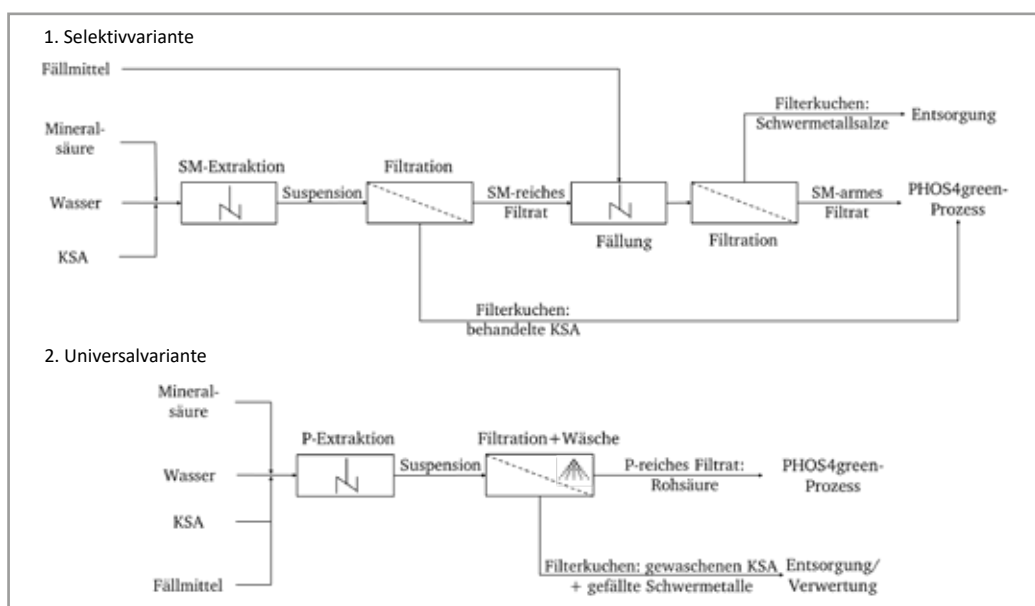 1. Selektivvariante
Fällmittel
Mineral-
säure
Wasser
KSA
SM-Extraktion
Suspension
Filtration
SM-reiches
Filtrat
Fällung
Filtration
Filterkuchen:
Schwermetallsalze
Entsorgung
SM-armes
Filtrat
PHOS4green-
Prozess
Filterkuchen:
behandelte KSA
2. Universalvariante
Mineral-
säure
Wasser
KSA
Fällmittel
P-Extraktion
Suspension
Filtration+Wäsche
P-reiches Filtrat:
Rohsäure
PHOS4green-
Prozess
Filterkuchen: gewaschenen KSA
+ gefällte Schwermetalle
Entsorgung/
Verwertung